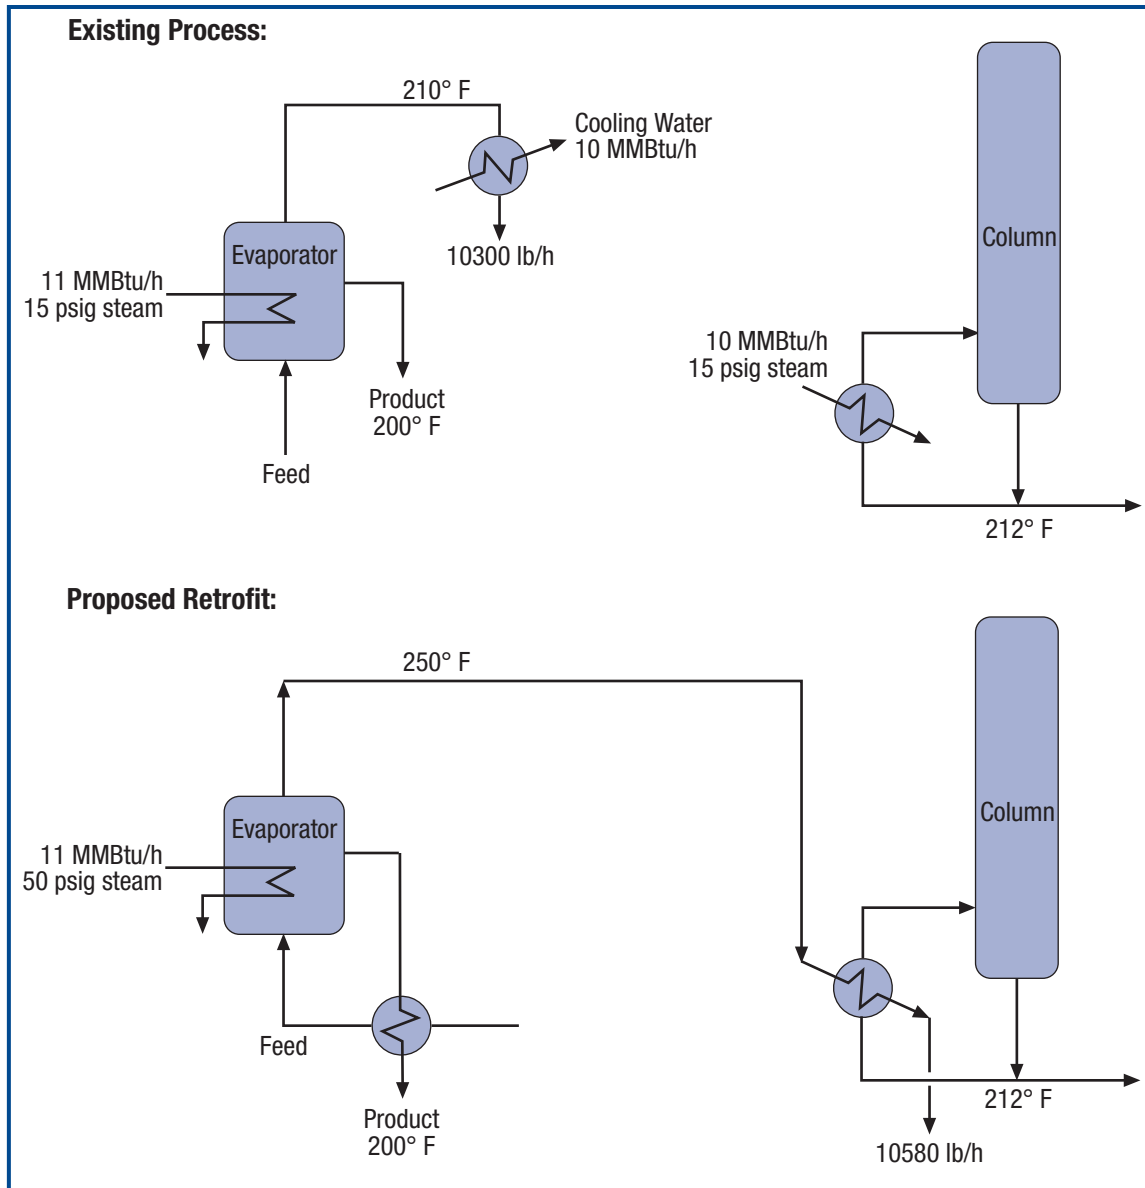 Existing Process:
210° F
Cooling Water
10 MMBtu/h
Evaporator
11 MMBtu/h
15 psig steam
10300 lb/h
Product
200° F
Feed
Column
10 MMBtu/h
15 psig steam
212° F
Proposed Retrofit:
250° F
Evaporator
11 MMBtu/h
50 psig steam
Feed
Product
200° F
Column
212° F
10580 lb/h